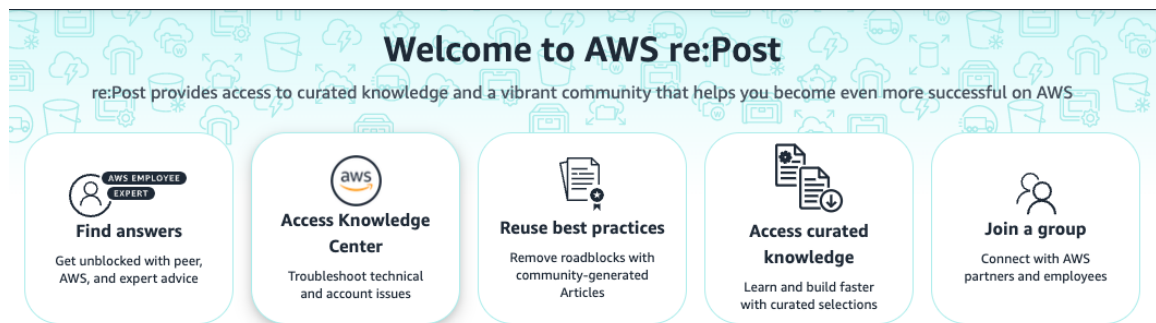 Welcome to AWS re:Post
re:Post provides access to curated knowledge and a vibrant community that helps you become even more successful on AWS
AWS EMPLOYEE
EXPERT
Find answers
Get unblocked with peer,
AWS, and expert advice
aws
Access Knowledge
Center
Troubleshoot technical
and account issues
Reuse best practices
Remove roadblocks with
community-generated
Articles
Access curated
knowledge
Learn and build faster
with curated selections
Join a group
Connect with AWS
partners and employees